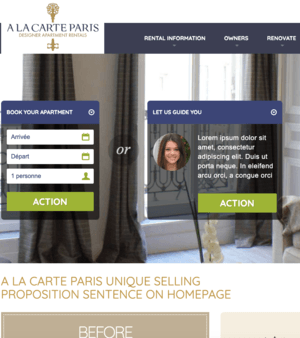 A LA CARTE PARIS
DESIGNER APARTMENT RENTALS
RENTAL INFORMATION OWNERS RENOVATE
BOOK YOUR APARTMENT
Arrivée
Départ
1 personne
ACTION
or
LET US GUIDE YOU
Lorem ipsum dolor sit
amet, consectetur
adipiscing elit. Duis ut
porta neque. In eleifend
arcu orci, a congue orci
ACTION
A LA CARTE PARIS UNIQUE SELLING
PROPOSITION SENTENCE ON HOMEPAGE
BEFORE